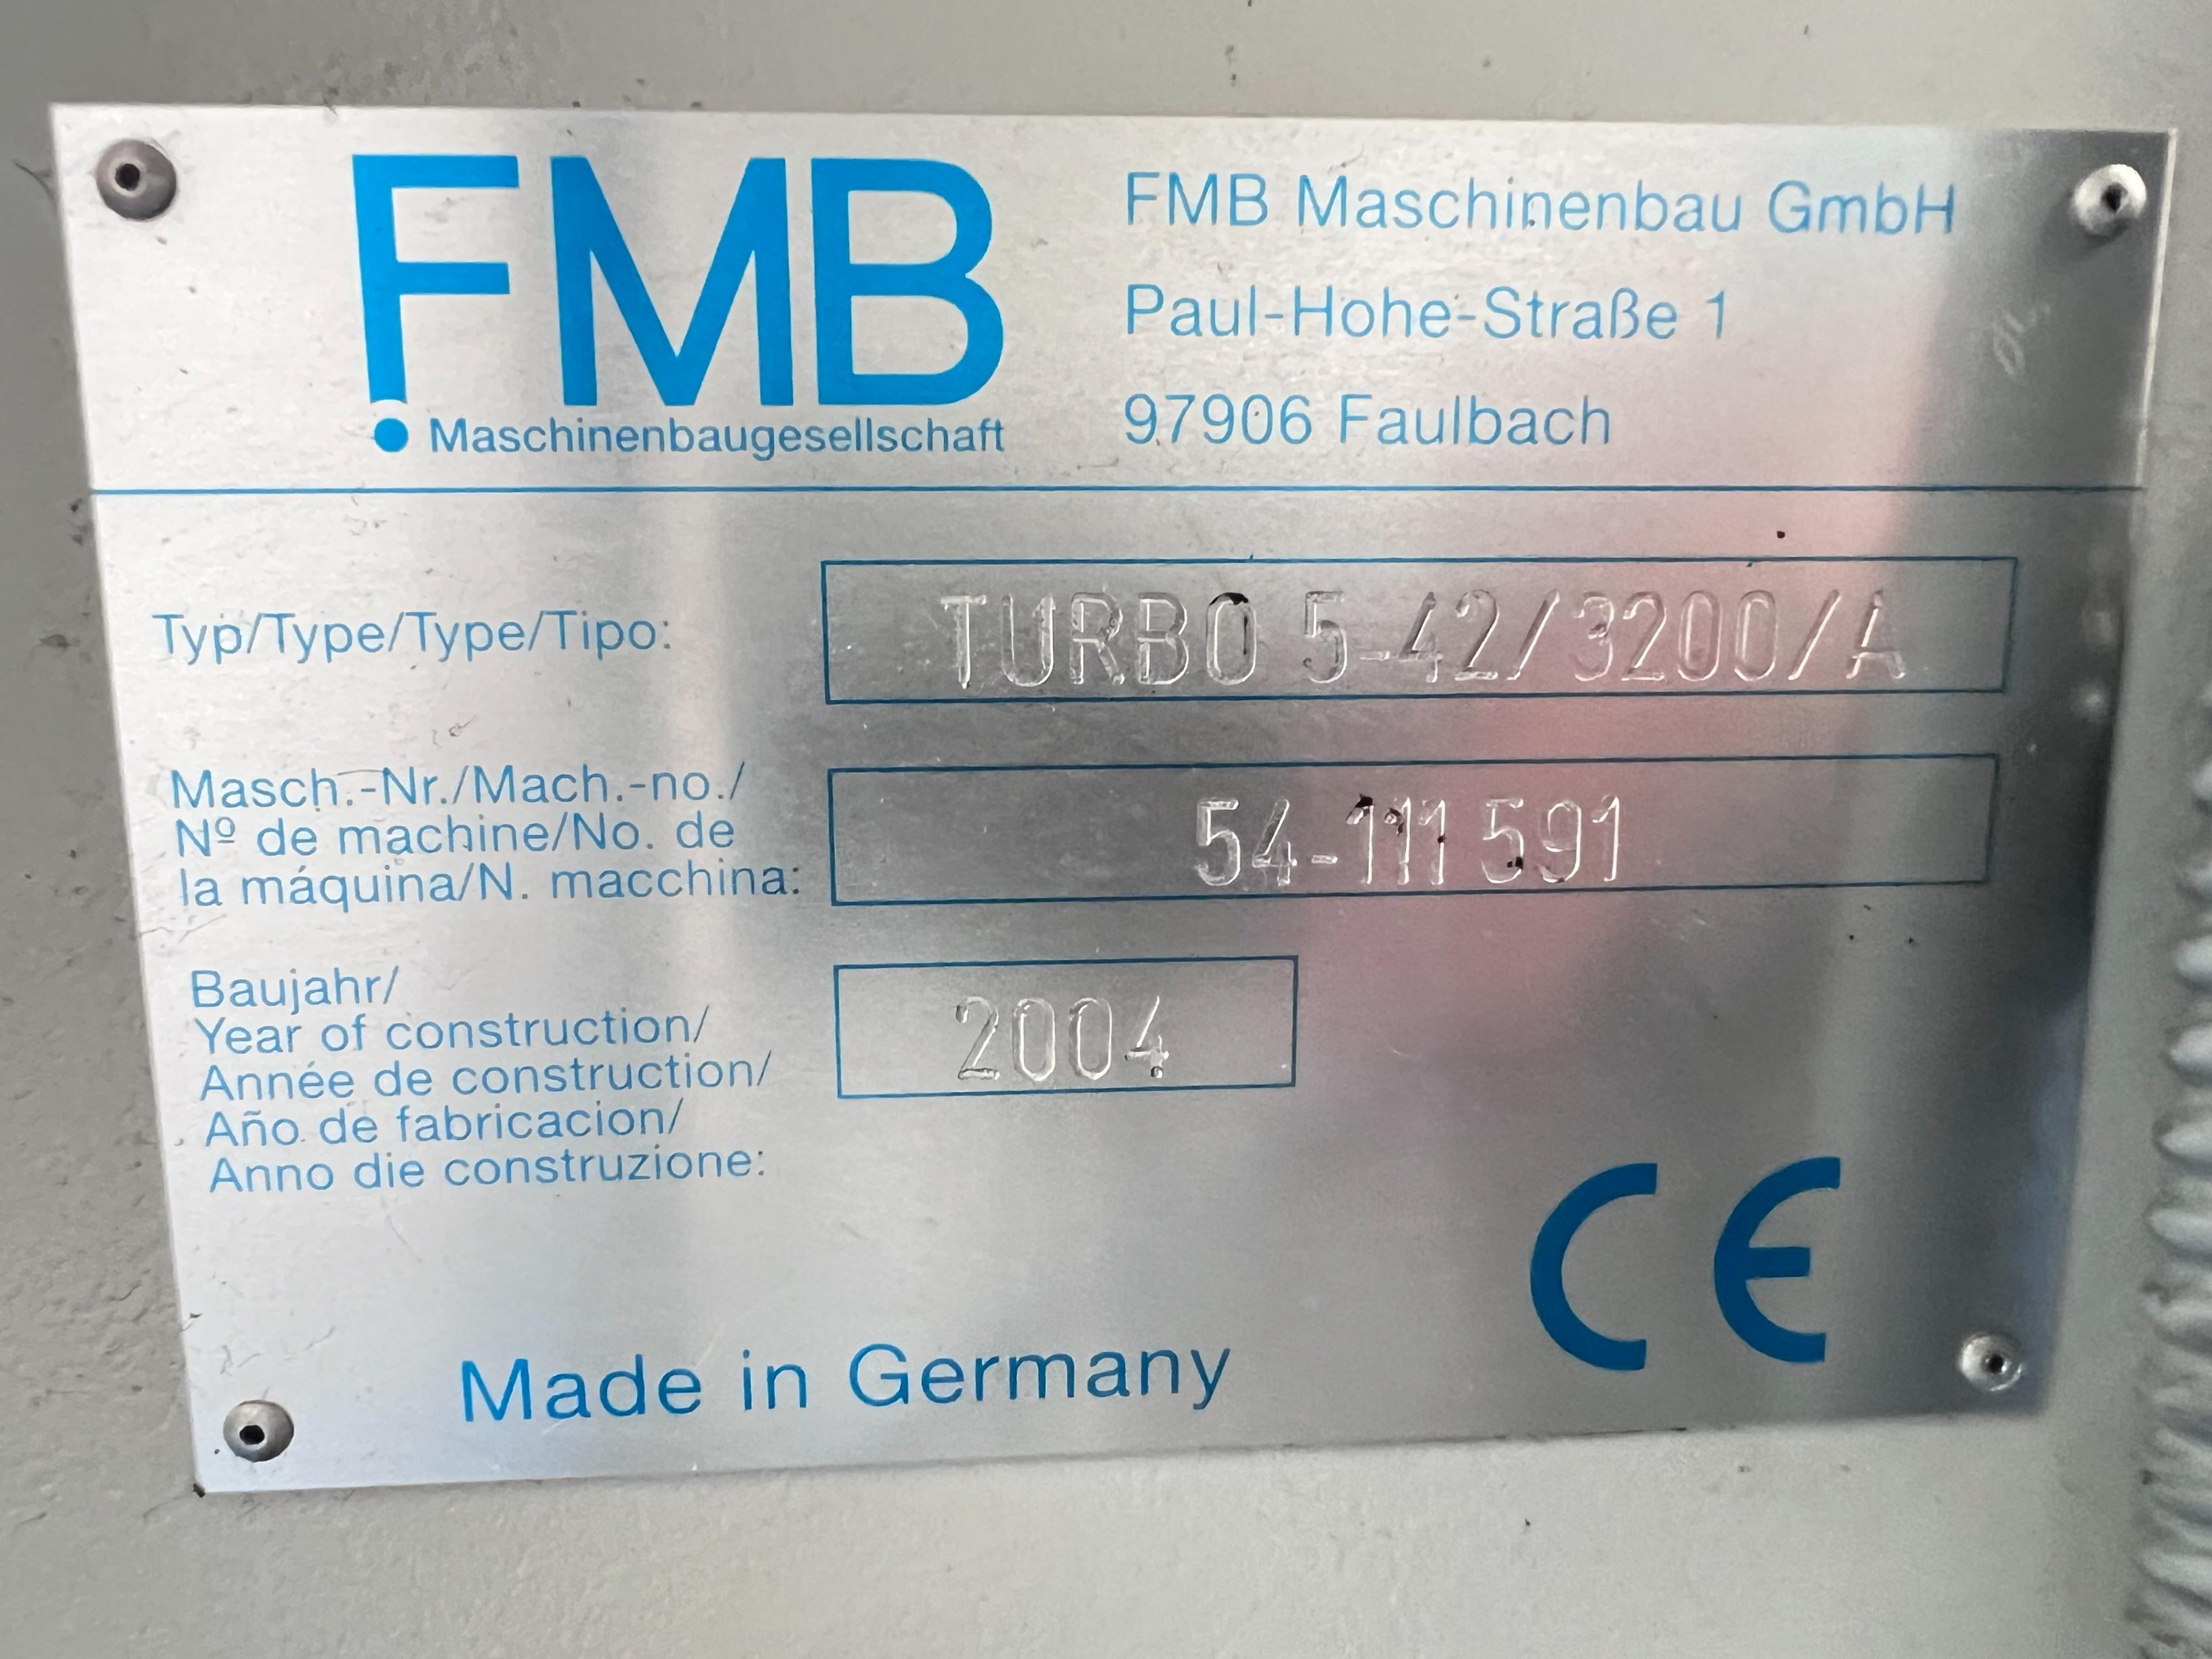 FMB
Maschinenbaugesellschaft
FMB Maschinenbau GmbH
Paul-Hohe-Straße 1
97906 Faulbach
Typ/Type/Type/Tipo:
TURBO 5-42/3200/A
Masch.-Nr./Mach.-no./
Nº de machine/No. de
la máquina/N. macchina:
54-111 591
Baujahr/
Year of construction/
Année de construction/
Año de fabricacion/
Anno die construzione:
2004
CE
Made in Germany